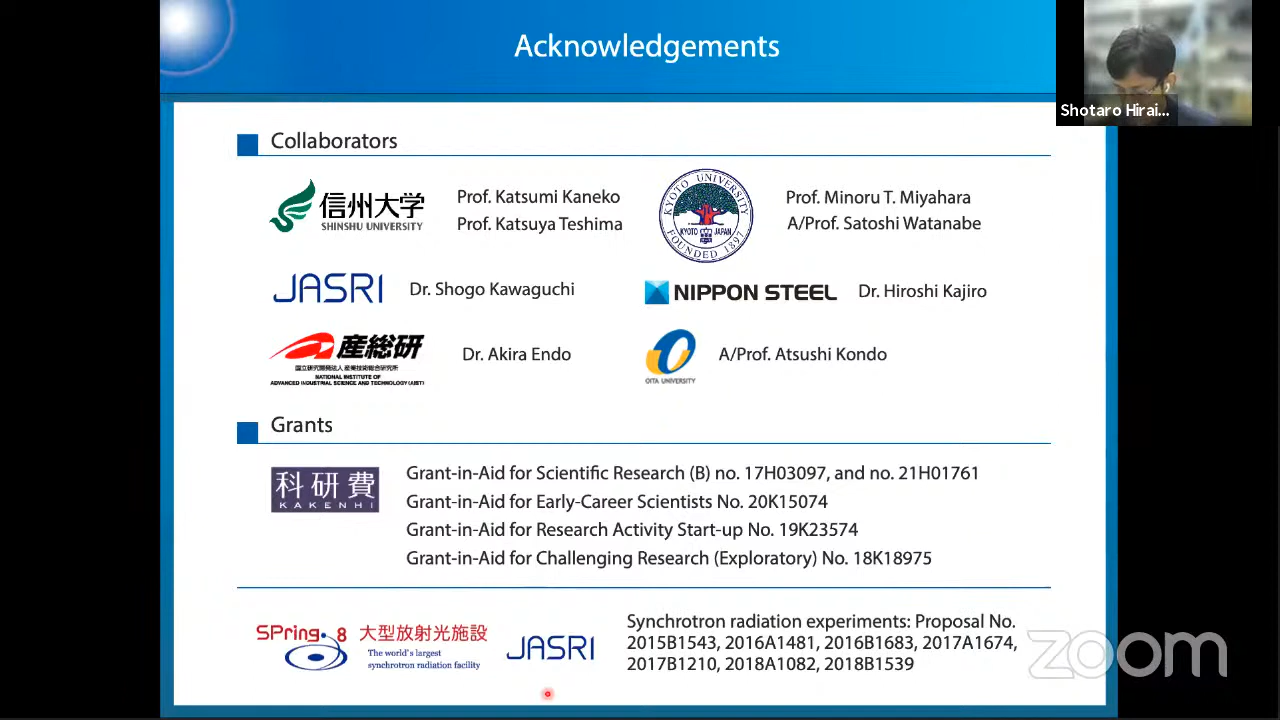 Acknowledgements
Shotaro Hirai...
Collaborators
信州大学
SHINSHU UNIVERSITY
Prof. Katsumi Kaneko
Prof. Katsuya Teshima
KYOTO UNIVERSITY
KYOTO JAPAN
FOUNDED 1897
Prof. Minoru T. Miyahara
A/Prof. Satoshi Watanabe
JASRI
Dr. Shogo Kawaguchi
NIPPON STEEL
Dr. Hiroshi Kajiro
産総研
国立研究開発法人 産業技術総合研究所
NATIONAL INSTITUTE OF
ADVANCED INDUSTRIAL SCIENCE AND TECHNOLOGY (AIST)
Dr. Akira Endo
OITA UNIVERSITY
A/Prof. Atsushi Kondo
Grants
科研費
KAKENHI
Grant-in-Aid for Scientific Research (B) no. 17H03097, and no. 21H01761
Grant-in-Aid for Early-Career Scientists No. 20K15074
Grant-in-Aid for Research Activity Start-up No. 19K23574
Grant-in-Aid for Challenging Research (Exploratory) No. 18K18975
SPring-8 大型放射光施設
The world's largest
synchrotron radiation facility
JASRI
Synchrotron radiation experiments: Proposal No.
2015B1543, 2016A1481, 2016B1683, 2017A1674,
2017B1210, 2018A1082, 2018B1539
zoom